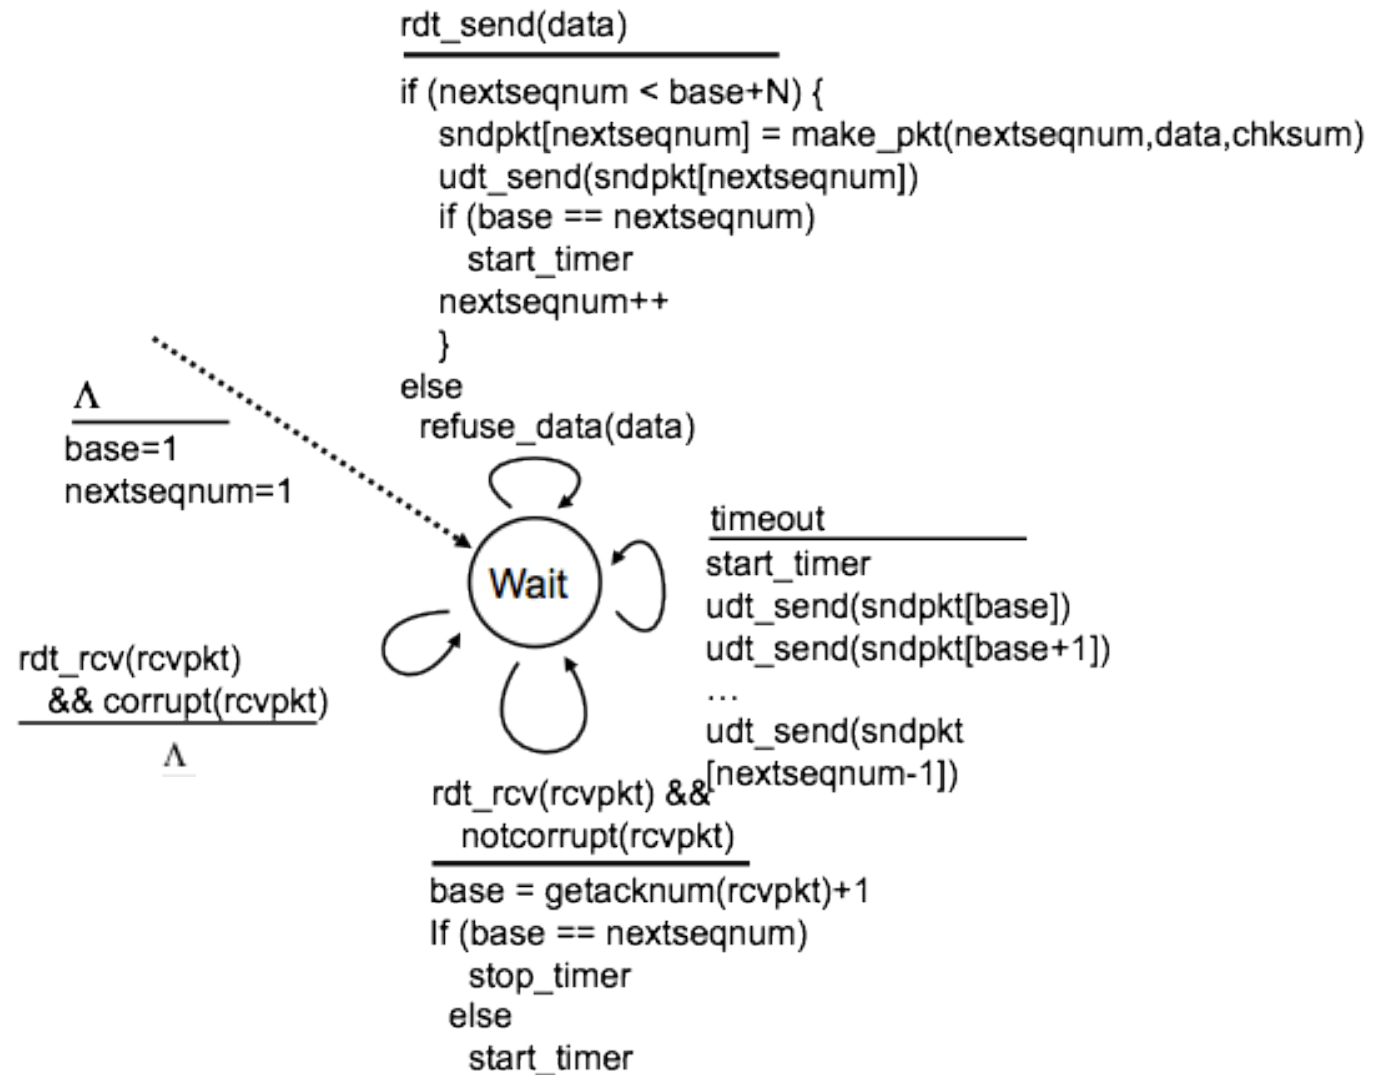 rdt_send(data)
if (nextseqnum < base+N) {
sndpkt[nextseqnum] = make_pkt(nextseqnum,data,chksum)
udt_send(sndpkt[nextseqnum])
if (base == nextseqnum)
start_timer
nextseqnum++
}
else
refuse_data(data)
Λ
base=1
nextseqnum=1
Wait
timeout
start_timer
udt_send(sndpkt[base])
udt_send(sndpkt[base+1])
…
udt_send(sndpkt
[nextseqnum-1])
rdt_rcv(rcvpkt)
&& corrupt(rcvpkt)
Λ
rdt_rcv(rcvpkt) &&
notcorrupt(rcvpkt)
base = getacknum(rcvpkt)+1
If (base == nextseqnum)
stop_timer
else
start_timer